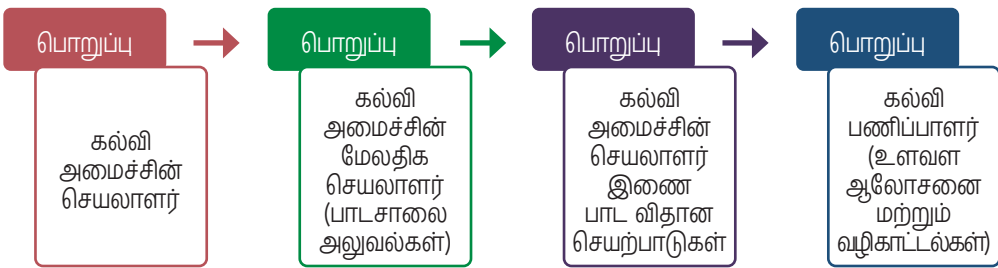 பொறுப்பு
கல்வி
அமைச்சின்
செயலாளர்
பொறுப்பு
கல்வி
அமைச்சின்
மேலதிக
செயலாளர்
(பாடசாலை
அலுவல்கள்)
பொறுப்பு
கல்வி
அமைச்சின்
செயலாளர்
இணை
பாட விதான
செயற்பாடுகள்
பொறுப்பு
கல்வி
பணிப்பாளர்
(உளவள
ஆலோசனை
மற்றும்
வழிகாட்டல்கள்)